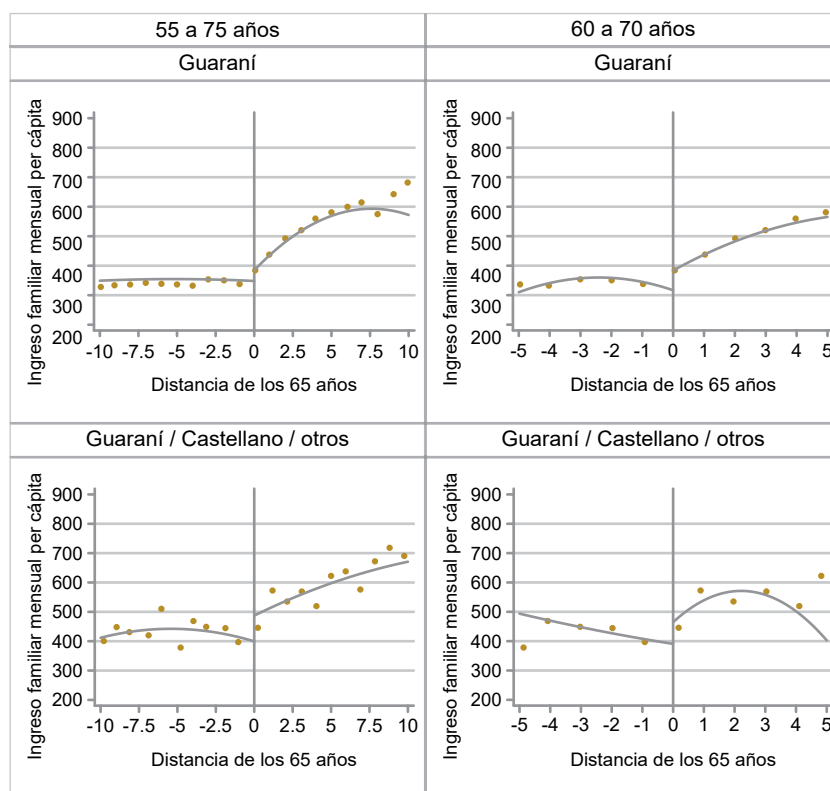 55 a 75 años
60 a 70 años
Guaraní
Guaraní
Ingreso familiar mensual per cápita
900
800
700
600
500
400
300
200
-10 -7.5 -5 -2.5 0 2.5 5 7.5 10
Distancia de los 65 años
Ingreso familiar mensual per cápita
900
800
700
600
500
400
300
200
-5 -4 -3 -2 -1 0 1 2 3 4 5
Distancia de los 65 años
Guaraní / Castellano / otros
Guaraní / Castellano / otros
Ingreso familiar mensual per cápita
900
800
700
600
500
400
300
200
-10 -7.5 -5 -2.5 0 2.5 5 7.5 10
Distancia de los 65 años
Ingreso familiar mensual per cápita
900
800
700
600
500
400
300
200
-5 -4 -3 -2 -1 0 1 2 3 4 5
Distancia de los 65 años